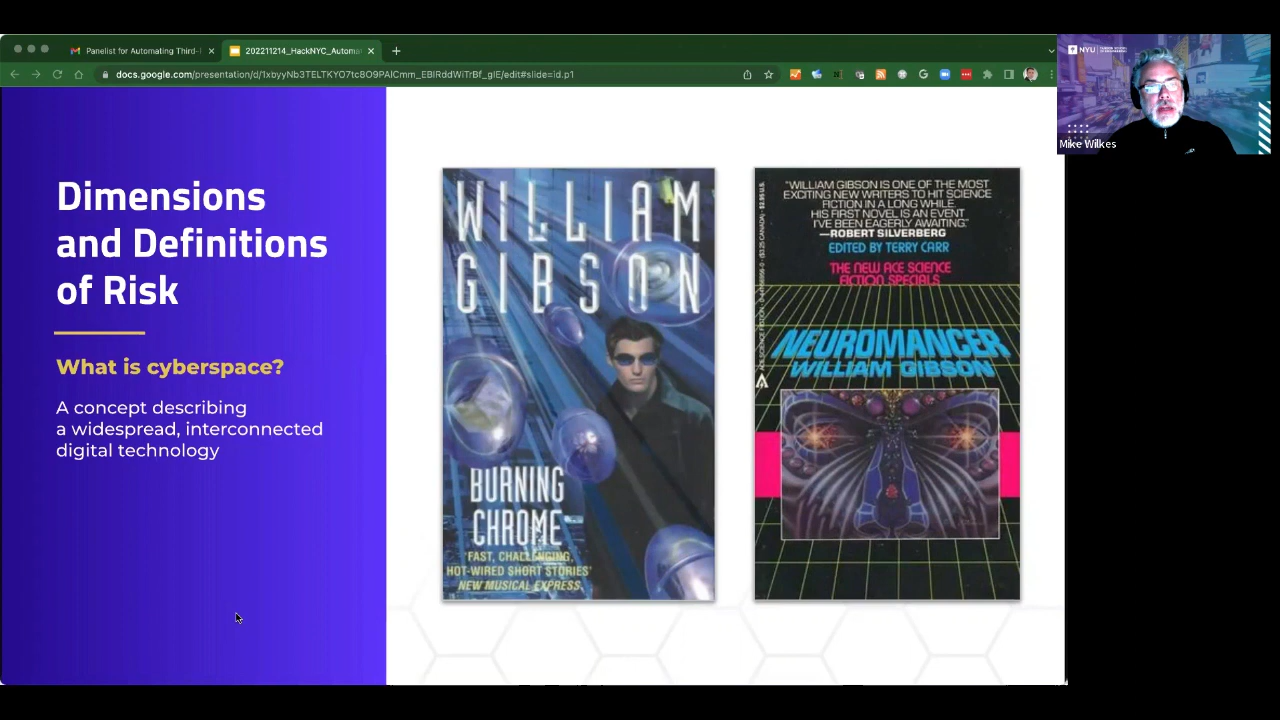 Panelist for Automating Third-
202211214_HackNYC_Automat
docs.google.com/presentation/d/1xbyyNb3TELTKYO7tc8O9PAICmm_EBIRddWiTrBf_gIE/edit#slide=id.p1
NYU
Mike Wilkes
Dimensions
and Definitions
of Risk
What is cyberspace?
A concept describing
a widespread, interconnected
digital technology
WILLIAM
GIBSON
BURNING
CHROME
'FAST, CHALLENGING,
HOT-WIRED SHORT STORIES'
NEW MUSICAL EXPRESS
"WILLIAM GIBSON IS ONE OF THE MOST
EXCITING NEW WRITERS TO HIT SCIENCE
FICTION IN A LONG WHILE.
HIS FIRST NOVEL IS AN EVENT
I'VE BEEN EAGERLY AWAITING."
—ROBERT SILVERBERG
EDITED BY TERRY CARR
THE NEW ACE SCIENCE
FICTION SPECIALS
NEUROMANCER
WILLIAM GIBSON